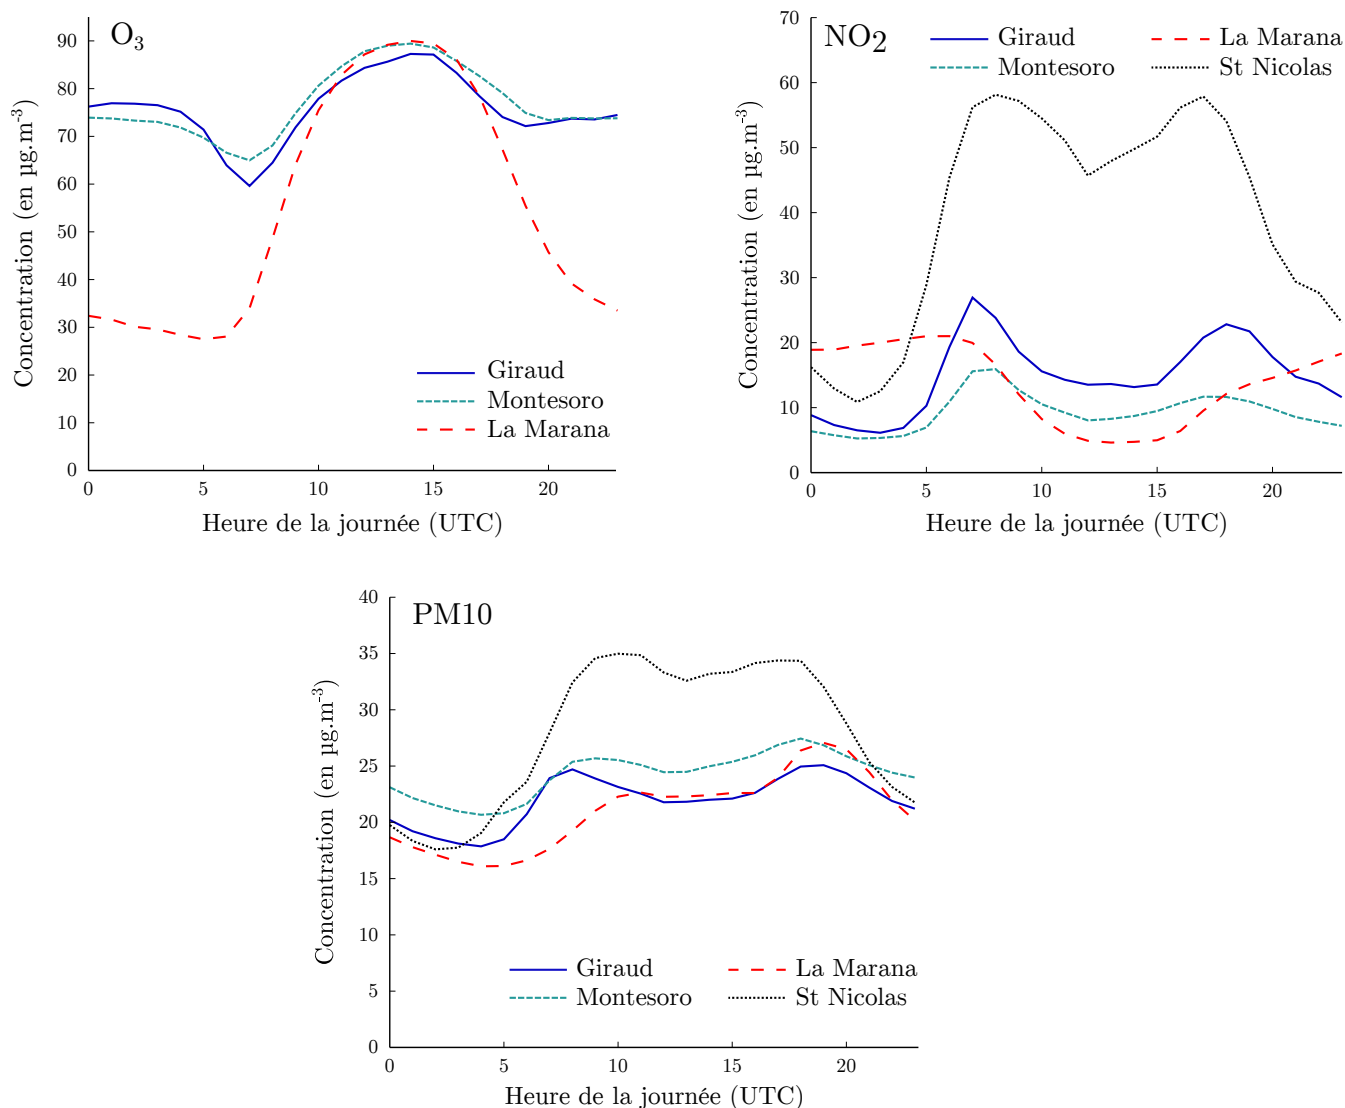 O3
Concentration (en µg.m-3)
90
80
70
60
50
40
30
20
10
0
0 5 10 15 20
Heure de la journée (UTC)
Giraud
Montesoro
La Marana
NO2
Concentration (en µg.m-3)
70
60
50
40
30
20
10
0
0 5 10 15 20
Heure de la journée (UTC)
Giraud La Marana
Montesoro St Nicolas
PM10
Concentration (en µg.m-3)
40
35
30
25
20
15
10
5
0
0 5 10 15 20
Heure de la journée (UTC)
Giraud La Marana
Montesoro St Nicolas